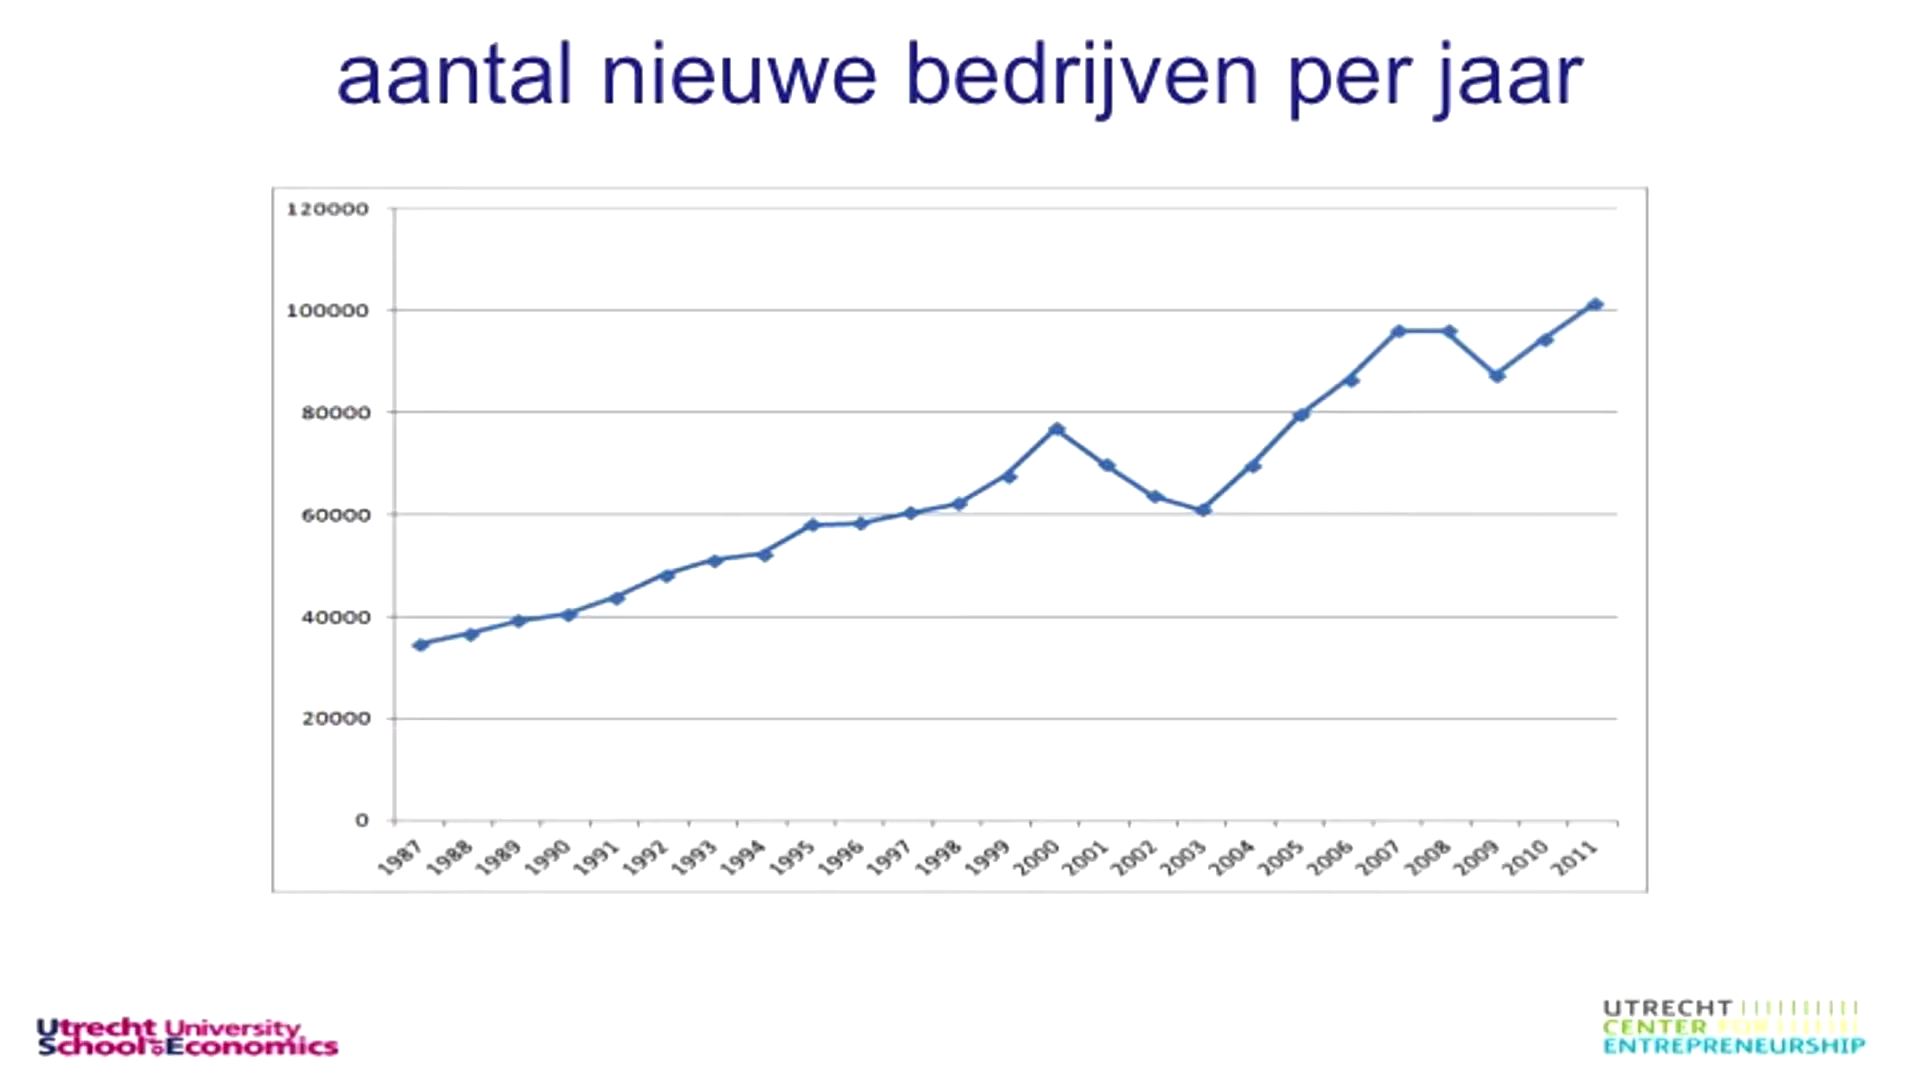 aantal nieuwe bedrijven per jaar
120000
100000
80000
60000
40000
20000
0
1987 1988 1989 1990 1991 1992 1993 1994 1995 1996 1997 1998 1999 2000 2001 2002 2003 2004 2005 2006 2007 2008 2009 2010 2011
Utrecht University
School of Economics
UTRECHT
CENTER FOR
ENTREPRENEURSHIP